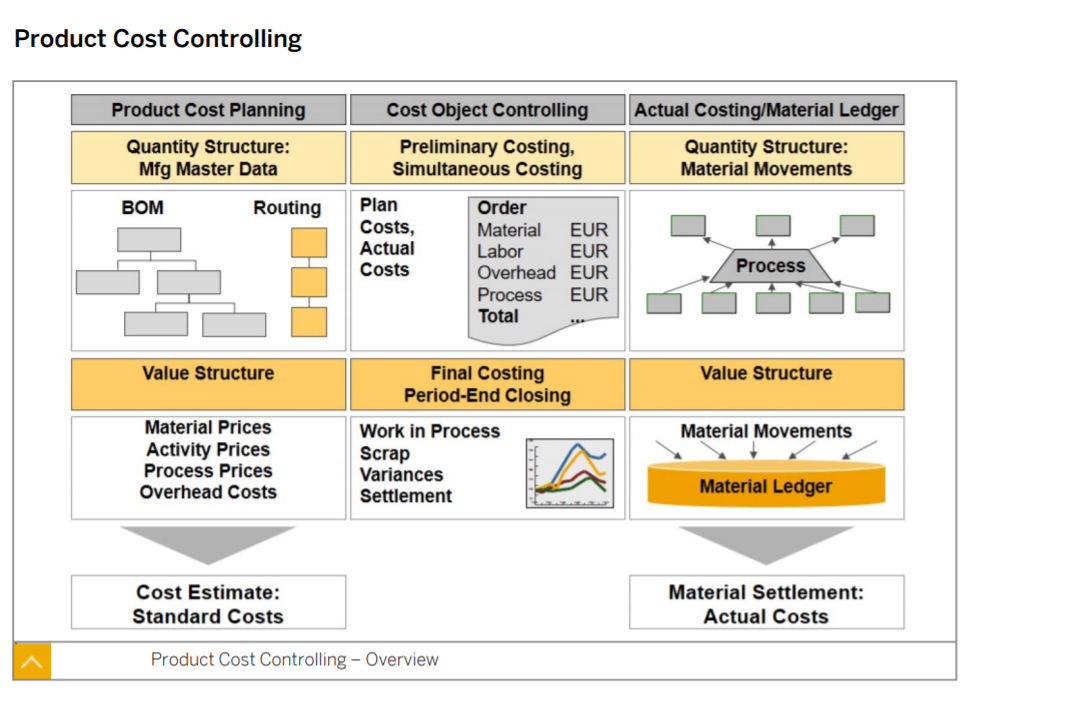 Product Cost Controlling
Product Cost Planning
Cost Object Controlling
Actual Costing/Material Ledger
Quantity Structure:
Mfg Master Data
Preliminary Costing,
Simultaneous Costing
Quantity Structure:
Material Movements
BOM
Routing
Plan
Costs,
Actual
Costs
Order
Material EUR
Labor EUR
Overhead EUR
Process EUR
Total ...
Process
Value Structure
Final Costing
Period-End Closing
Value Structure
Material Prices
Activity Prices
Process Prices
Overhead Costs
Work in Process
Scrap
Variances
Settlement
Material Movements
Material Ledger
Cost Estimate:
Standard Costs
Material Settlement:
Actual Costs
Product Cost Controlling – Overview